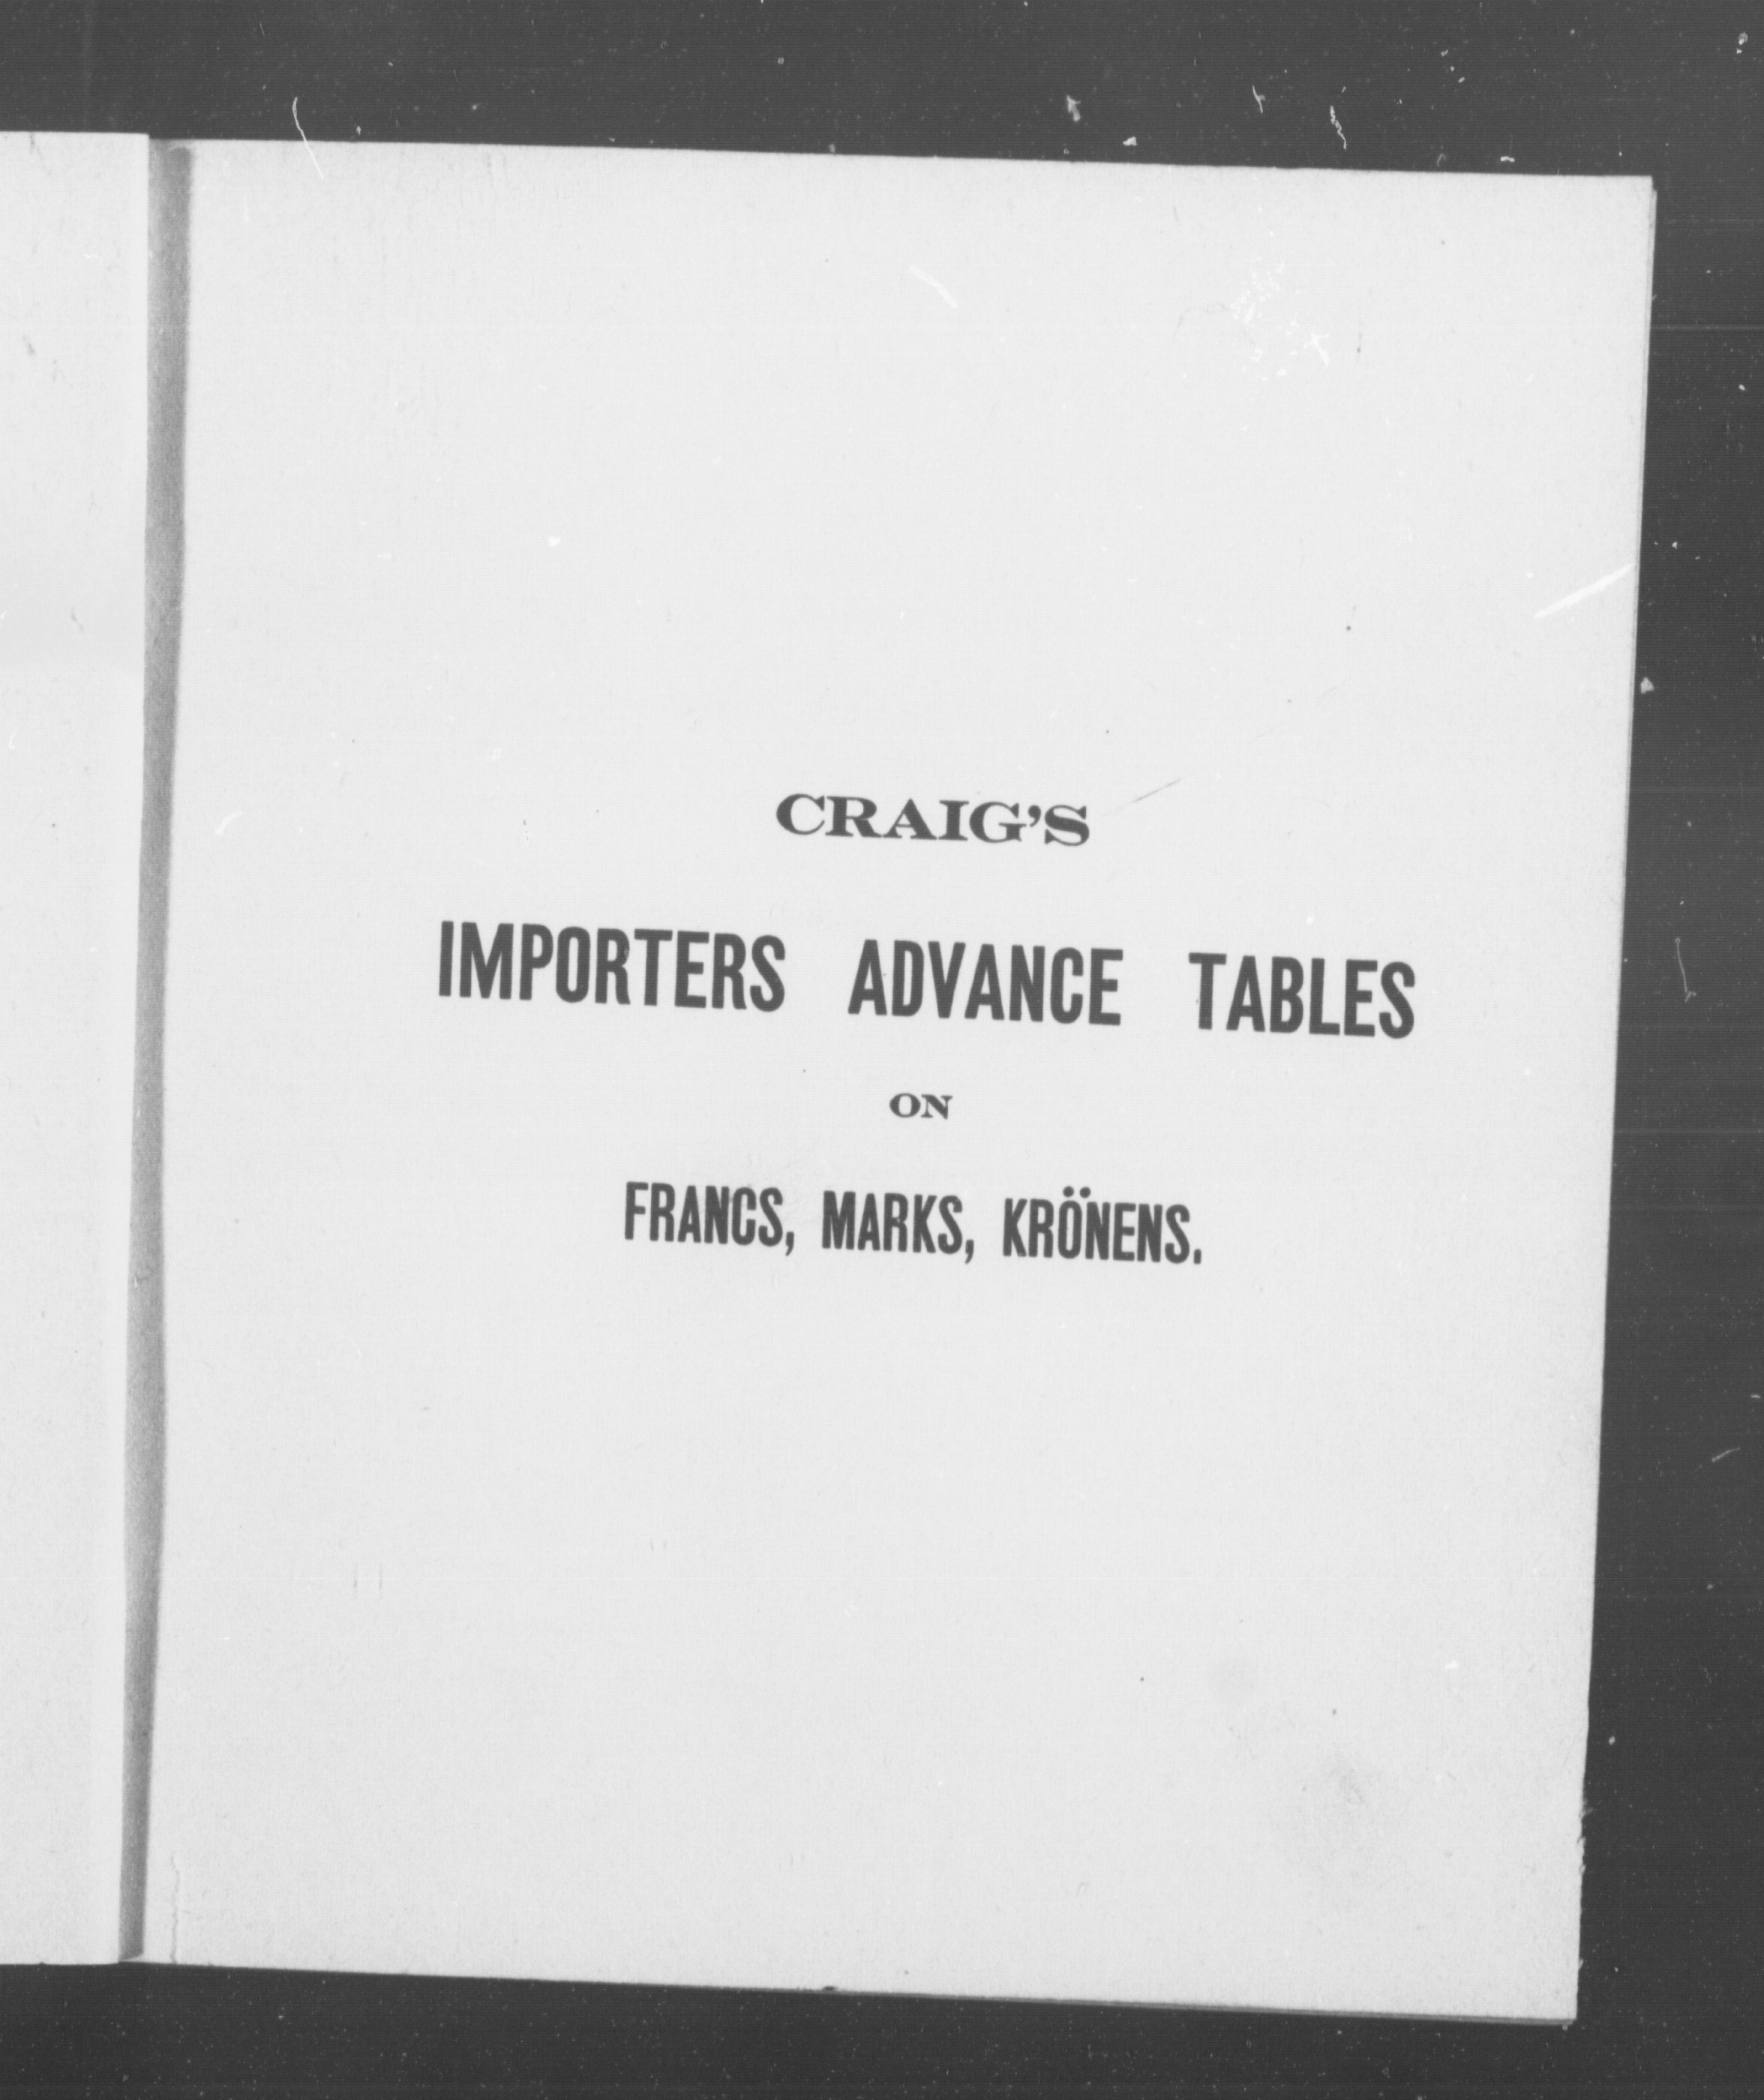 CRAIG'S
IMPORTERS ADVANCE TABLES
ON
FRANCS, MARKS, KRÖNENS.